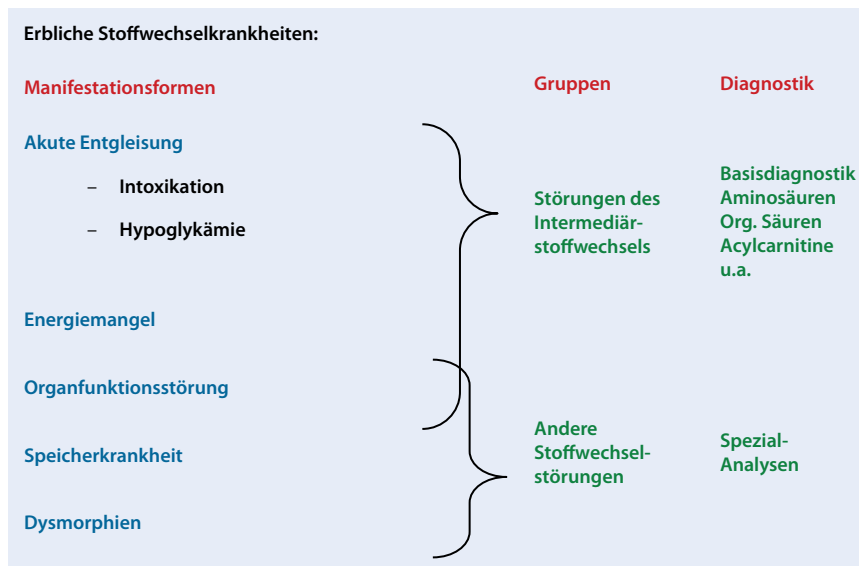 Erbliche Stoffwechselkrankheiten:
Manifestationsformen
Gruppen
Diagnostik
Akute Entgleisung
– Intoxikation
– Hypoglykämie
Störungen des
Intermediär-
stoffwechsels
Basisdiagnostik
Aminosäuren
Org. Säuren
Acylcarnitine
u.a.
Energiemangel
Organfunktionsstörung
Speicherkrankheit
Dysmorphien
Andere
Stoffwechsel-
störungen
Spezial-
Analysen